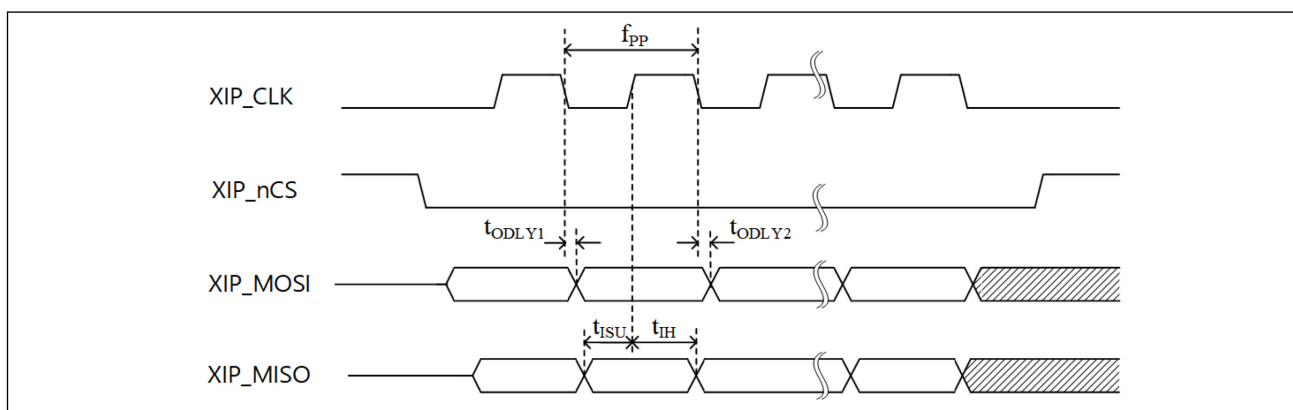 fPP
XIP_CLK
XIP_nCS
tODLY1 tODLY2
XIP_MOSI
tISU tIH
XIP_MISO